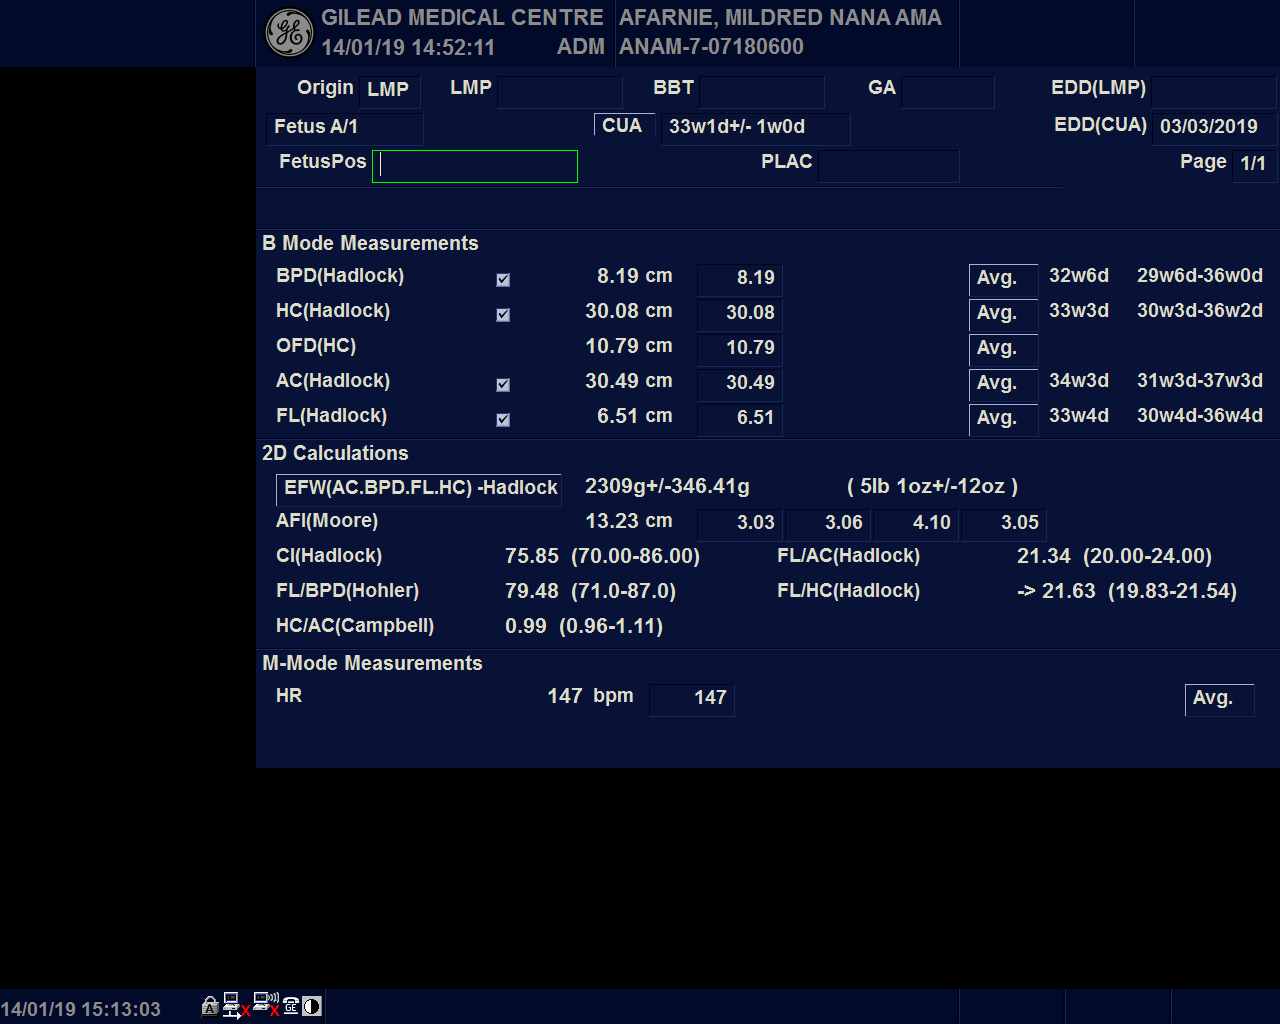 GILEAD MEDICAL CENTRE AFARNIE, MILDRED NANA AMA
14/01/19 14:52:11 ADM ANAM-7-07180600
Origin LMP LMP BBT GA EDD(LMP)
Fetus A/1 CUA 33w1d+/- 1w0d EDD(CUA) 03/03/2019
FetusPos PLAC Page 1/1
B Mode Measurements
BPD(Hadlock) 8.19 cm 8.19 Avg. 32w6d 29w6d-36w0d
HC(Hadlock) 30.08 cm 30.08 Avg. 33w3d 30w3d-36w2d
OFD(HC) 10.79 cm 10.79 Avg.
AC(Hadlock) 30.49 cm 30.49 Avg. 34w3d 31w3d-37w3d
FL(Hadlock) 6.51 cm 6.51 Avg. 33w4d 30w4d-36w4d
2D Calculations
EFW(AC.BPD.FL.HC) -Hadlock 2309g+/-346.41g ( 5lb 1oz+/-12oz )
AFI(Moore) 13.23 cm 3.03 3.06 4.10 3.05
CI(Hadlock) 75.85 (70.00-86.00) FL/AC(Hadlock) 21.34 (20.00-24.00)
FL/BPD(Hohler) 79.48 (71.0-87.0) FL/HC(Hadlock) -> 21.63 (19.83-21.54)
HC/AC(Campbell) 0.99 (0.96-1.11)
M-Mode Measurements
HR 147 bpm 147 Avg.
14/01/19 15:13:03 A GE